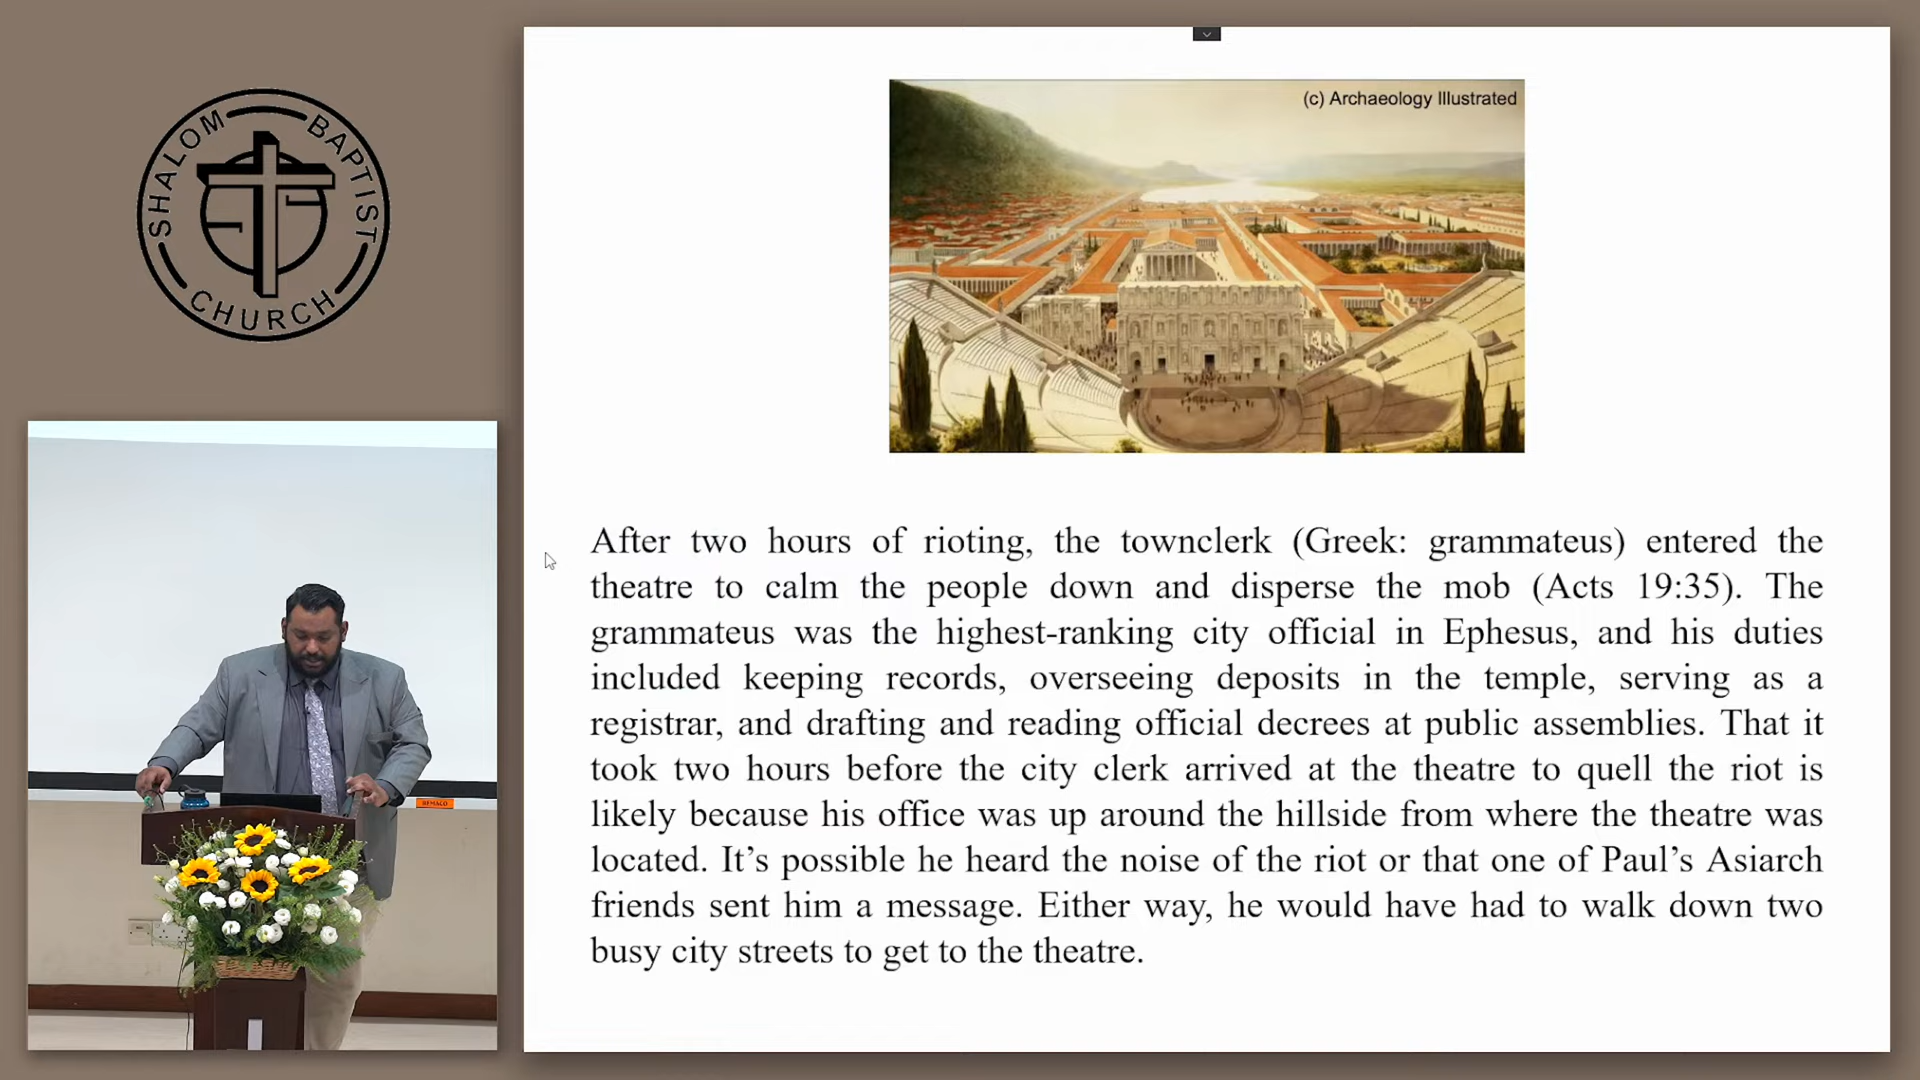 SHALOM BAPTIST
CHURCH
(c) Archaeology Illustrated
After two hours of rioting, the townclerk (Greek: grammateus) entered the
theatre to calm the people down and disperse the mob (Acts 19:35). The
grammateus was the highest-ranking city official in Ephesus, and his duties
included keeping records, overseeing deposits in the temple, serving as a
registrar, and drafting and reading official decrees at public assemblies. That it
took two hours before the city clerk arrived at the theatre to quell the riot is
likely because his office was up around the hillside from where the theatre was
located. It’s possible he heard the noise of the riot or that one of Paul’s Asiarch
friends sent him a message. Either way, he would have had to walk down two
busy city streets to get to the theatre.